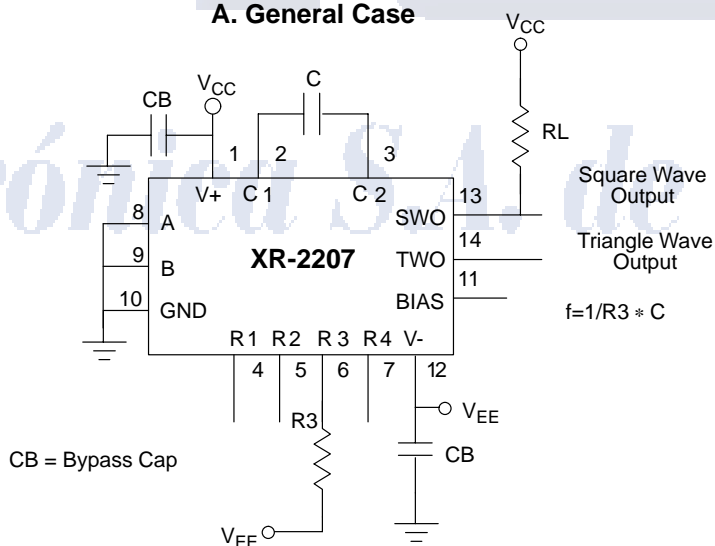 A. General Case
VCC
VCC
CB
C
1
2
3
RL
V+
C 1
C 2
13
SWO
Square Wave
Output
8
A
14
TWO
Triangle Wave
Output
9
B
XR-2207
11
BIAS
10
GND
f=1/R3 * C
R 1
R 2
R 3
R 4
V-
4
5
6
7
12
R3
VEE
CB
CB = Bypass Cap
VEE
rónica S.A. de